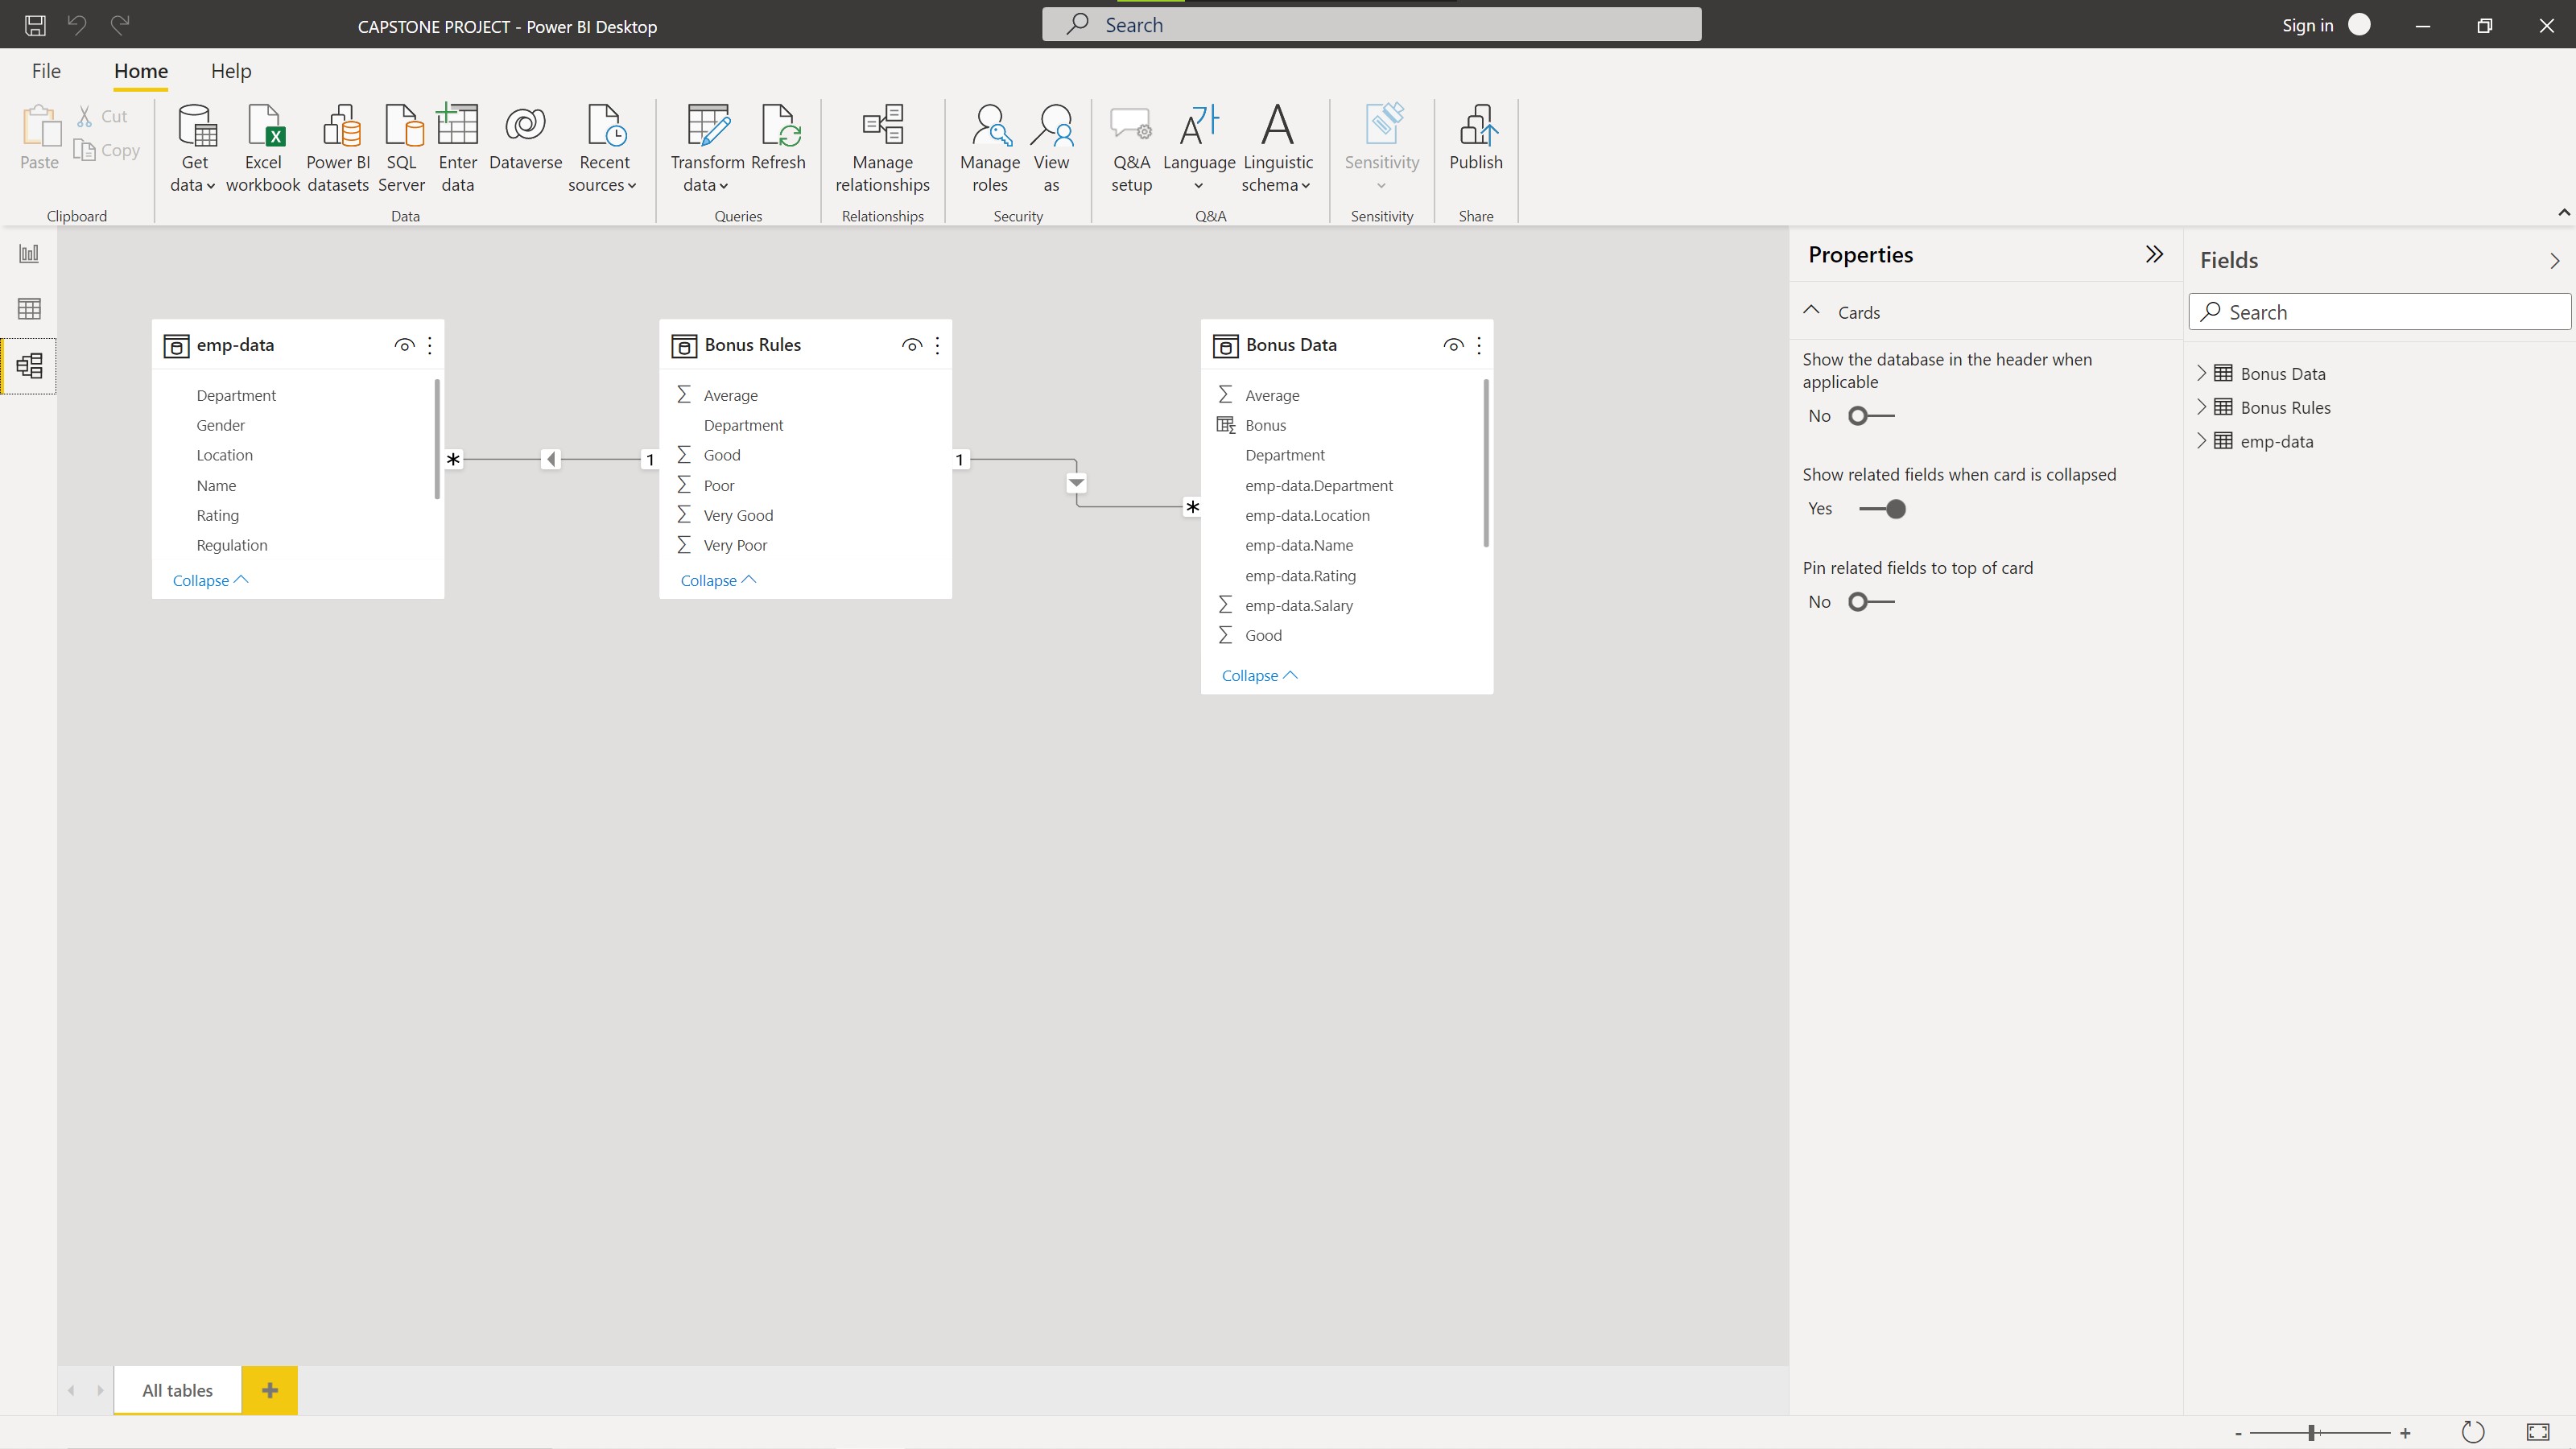 CAPSTONE PROJECT - Power BI Desktop
Search
Sign in
File Home Help
Paste
Cut
Copy
Clipboard
Get data
Excel workbook
Power BI datasets
SQL Server
Enter data
Dataverse
Recent sources
Data
Transform data
Refresh
Queries
Manage relationships
Relationships
Manage roles
View as
Security
Q&A setup
Language
Linguistic schema
Q&A
Sensitivity
Sensitivity
Publish
Share
emp-data
Department
Gender
Location
Name
Rating
Regulation
Collapse
* 1
Bonus Rules
Σ Average
Department
Σ Good
Σ Poor
Σ Very Good
Σ Very Poor
Collapse
1 *
Bonus Data
Σ Average
Bonus
Department
emp-data.Department
emp-data.Location
emp-data.Name
emp-data.Rating
Σ emp-data.Salary
Σ Good
Collapse
Properties
Cards
Show the database in the header when
applicable
No
Show related fields when card is collapsed
Yes
Pin related fields to top of card
No
Fields
Search
Bonus Data
Bonus Rules
emp-data
All tables
+
- +